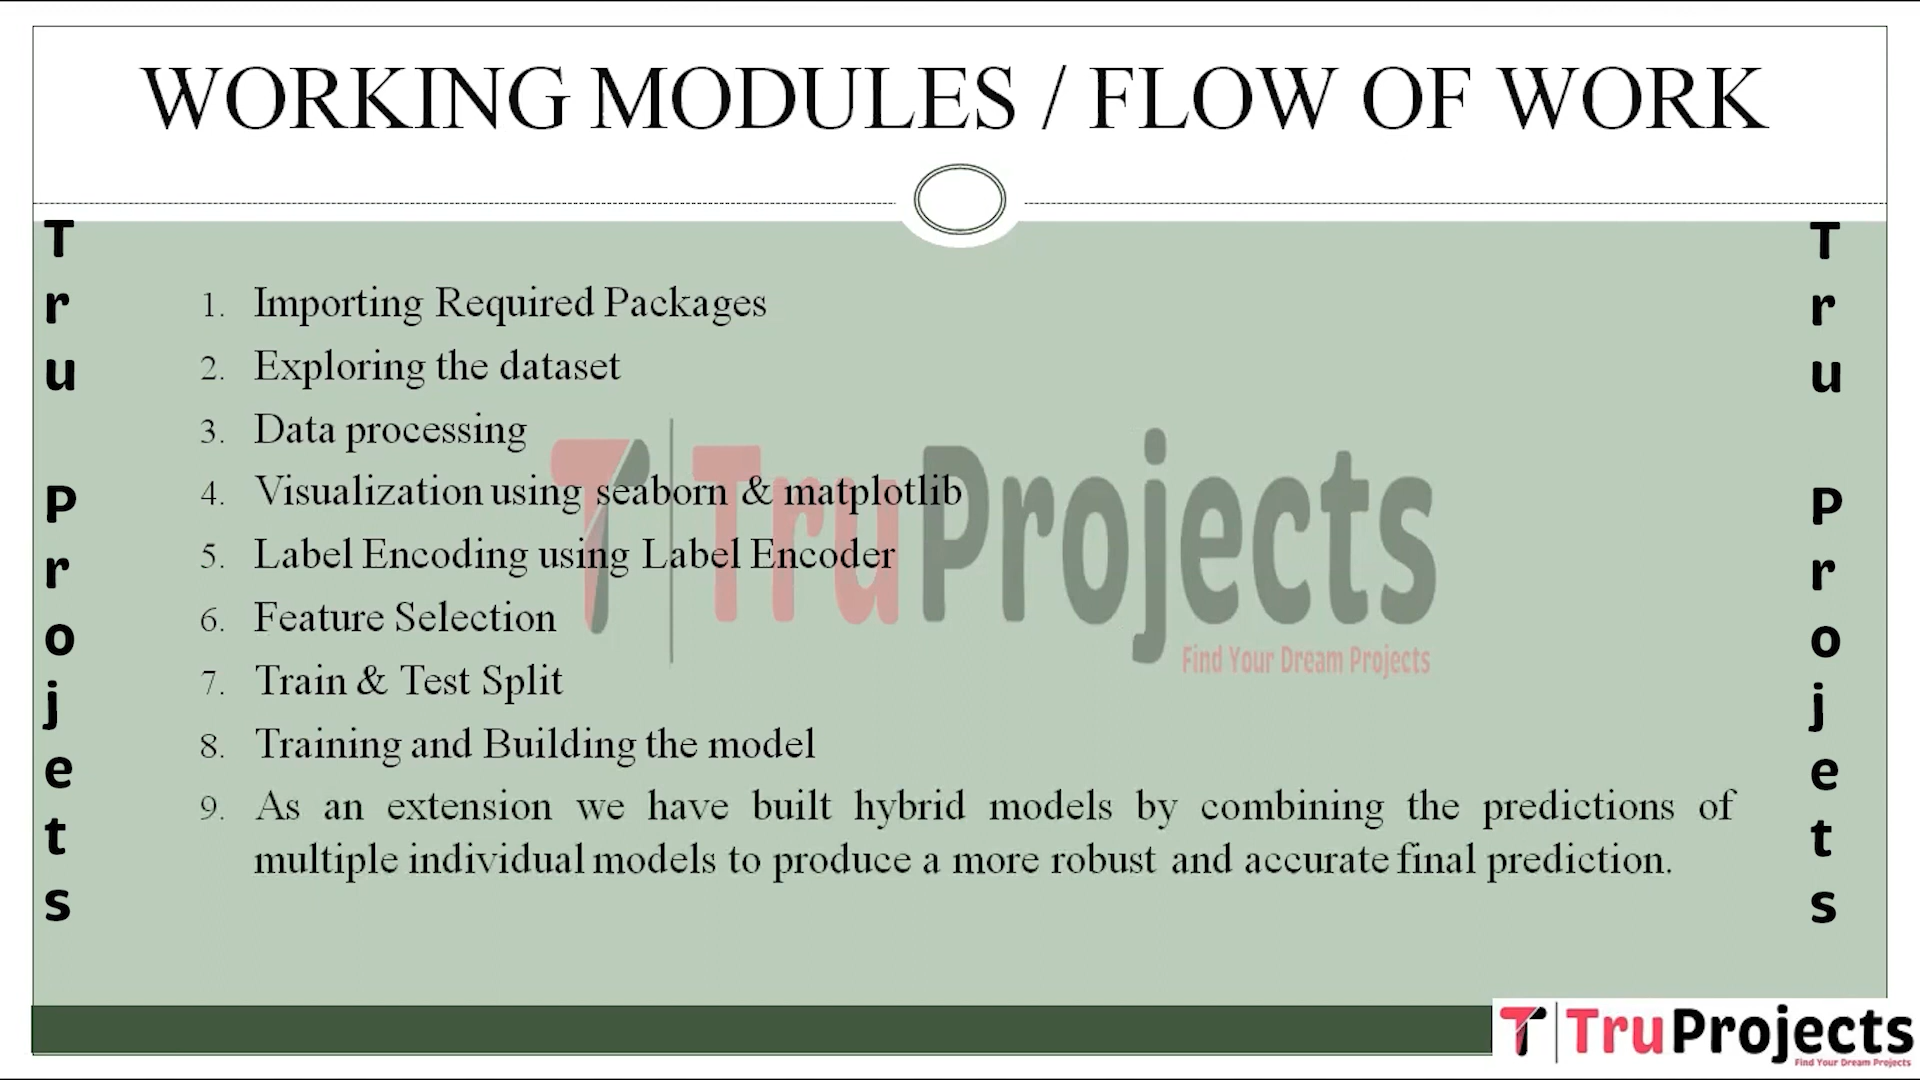 WORKING MODULES / FLOW OF WORK
1. Importing Required Packages
2. Exploring the dataset
3. Data processing
4. Visualization using seaborn & matplotlib
5. Label Encoding using Label Encoder
6. Feature Selection
7. Train & Test Split
8. Training and Building the model
9. As an extension we have built hybrid models by combining the predictions of
multiple individual models to produce a more robust and accurate final prediction.
Tru Projets
Tru Projets
TruProjects
Find Your Dream Projects
TruProjects
Find Your Dream Projects